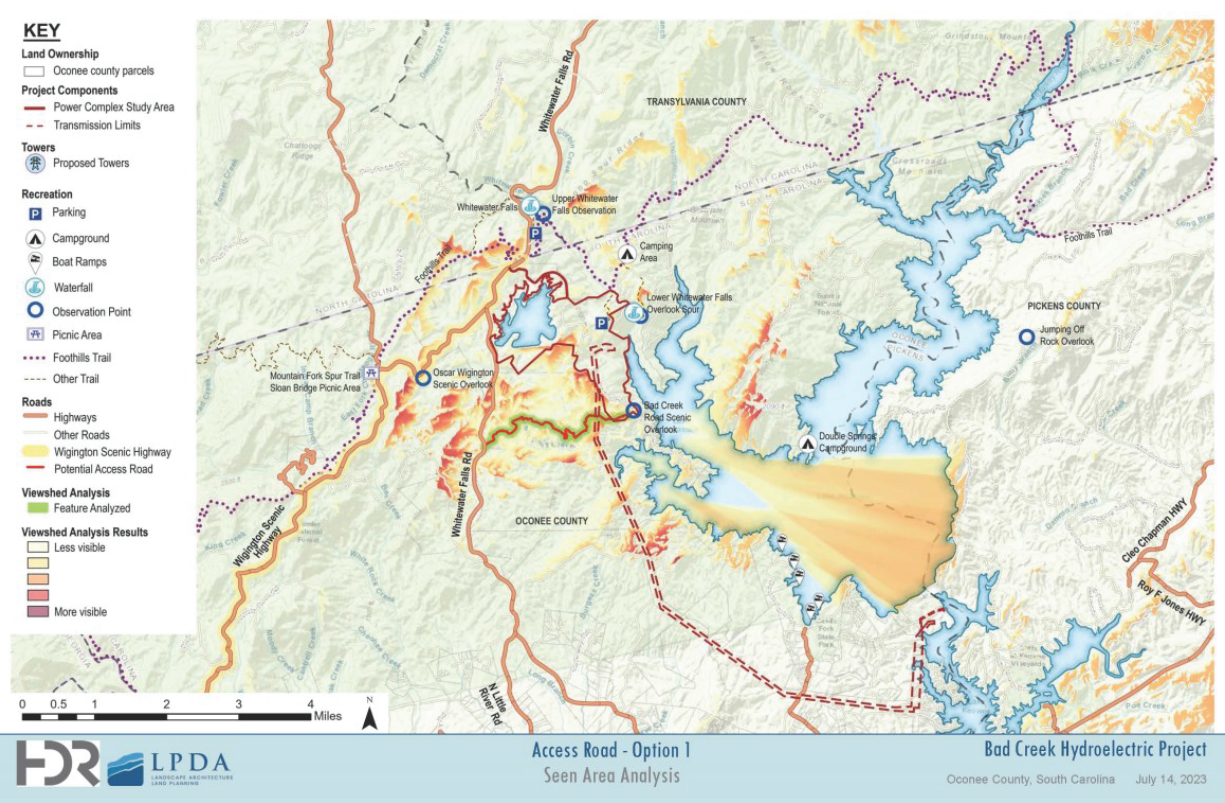 KEY
Land Ownership
Oconee county parcels
Project Components
Power Complex Study Area
Transmission Limits
Towers
Proposed Towers
Recreation
Parking
Campground
Boat Ramps
Waterfall
Observation Point
Picnic Area
Foothills Trail
Other Trail
Roads
Highways
Other Roads
Wigington Scenic Highway
Potential Access Road
Viewshed Analysis
Feature Analyzed
Viewshed Analysis Results
Less visible
More visible
0 0.5 1 2 3 4
Miles
N
Whitewater Falls Rd
TRANSYLVANIA COUNTY
NORTH CAROLINA
SOUTH CAROLINA
Whitewater Falls
Upper Whitewater
Falls Observation
P
Camping
Area
Foothills Trail
Foothills Trail
NORTH CAROLINA
Lower Whitewater Falls
Overlook Spur
P
PICKENS COUNTY
Jumping Off
Rock Overlook
OCONEE
PICKENS
Mountain Fork Spur Trail
Sloan Bridge Picnic Area
Oscar Wigington
Scenic Overlook
Bad Creek
Road Scenic
Overlook
Double Springs
Campground
Whitewater Falls Rd
OCONEE COUNTY
Wigington Scenic
Highway
Cleo Chapman HWY
Roy F Jones HWY
N Little
River Rd
HDR
LPDA
LANDSCAPE ARCHITECTURE
LAND PLANNING
Access Road - Option 1
Seen Area Analysis
Bad Creek Hydroelectric Project
Oconee County, South Carolina July 14, 2023